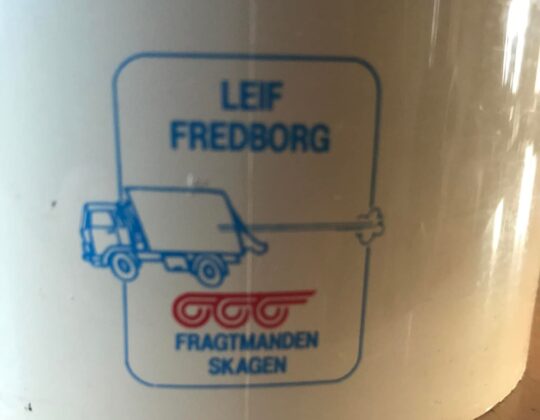 LEIF
FREDBORG
FRAGTMANDEN
SKAGEN